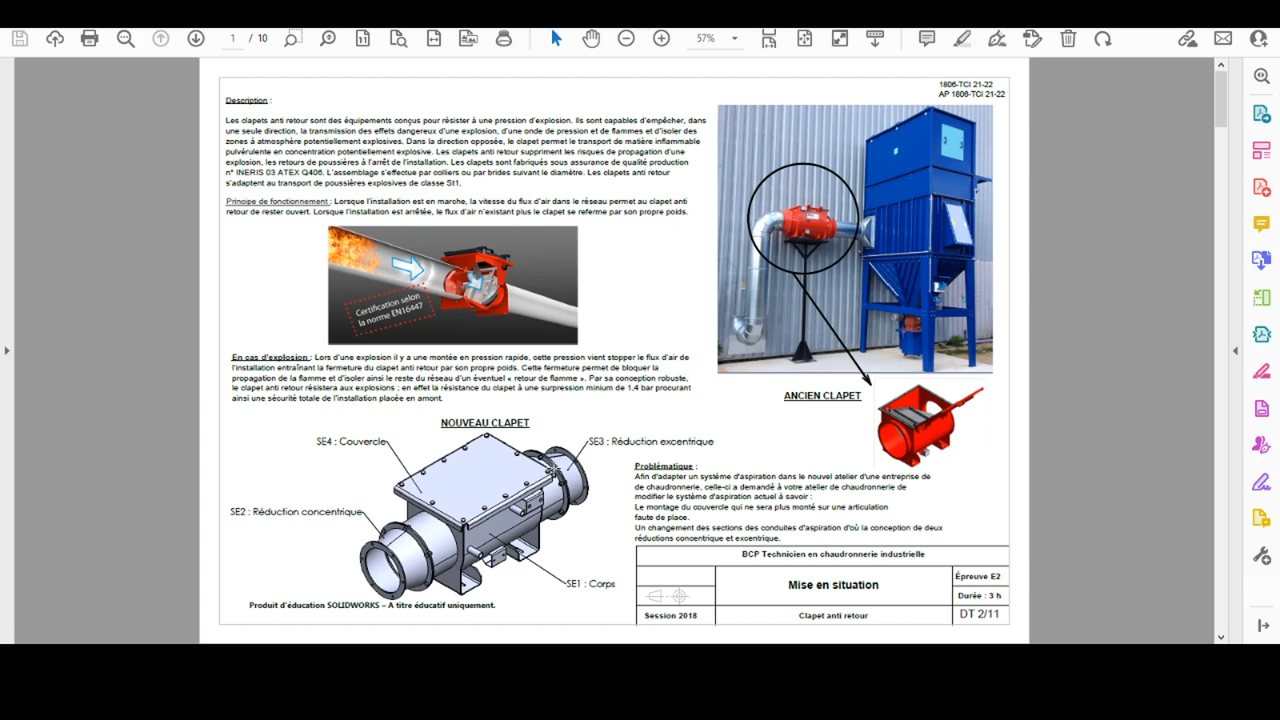 1 / 10
57%
1806-TCI 21-22
AP 1806-TCI 21-22
Description :
Les clapets anti retour sont des équipements conçus pour résister à une pression d'explosion. Ils sont capables d'empêcher, dans
une seule direction, la transmission des effets dangereux d'une explosion, d'une onde de pression et de flammes et d'isoler des
zones à atmosphère potentiellement explosives. Dans la direction opposée, le clapet permet le transport de matière inflammable
pulvérulente en concentration potentiellement explosive. Les clapets anti retour suppriment les risques de propagation d'une
explosion, les retours de poussières à l'arrêt de l'installation. Les clapets sont fabriqués sous assurance de qualité production
n° INERIS 03 ATEX Q406. L'assemblage s'effectue par colliers ou par brides suivant le diamètre. Les clapets anti retour
s'adaptent au transport de poussières explosives de classe St1.
Principe de fonctionnement : Lorsque l'installation est en marche, la vitesse du flux d'air dans le réseau permet au clapet anti
retour de rester ouvert. Lorsque l'installation est arrêtée, le flux d'air n'existant plus le clapet se referme par son propre poids.
Certification selon
la norme EN16447
En cas d'explosion : Lors d'une explosion il y a une montée en pression rapide, cette pression vient stopper le flux d'air de
l'installation entraînant la fermeture du clapet anti retour par son propre poids. Cette fermeture permet de bloquer la
propagation de la flamme et d'isoler ainsi le reste du réseau d'un éventuel « retour de flamme ». Par sa conception robuste,
le clapet anti retour résistera aux explosions ; en effet la résistance du clapet à une surpression minium de 1,4 bar procurant
ainsi une sécurité totale de l'installation placée en amont.
ANCIEN CLAPET
NOUVEAU CLAPET
SE4 : Couvercle
SE3 : Réduction excentrique
SE2 : Réduction concentrique
SE1 : Corps
Produit d'éducation SOLIDWORKS – A titre éducatif uniquement.
Problématique :
Afin d'adapter un système d'aspiration dans le nouvel atelier d'une entreprise
de chaudronnerie, celle-ci a demandé à votre atelier de chaudronnerie de
modifier le système d'aspiration actuel à savoir :
Le montage du couvercle qui ne sera plus monté sur une articulation
faute de place.
Un changement des sections des conduites d'aspiration d'où la conception de deux
réductions concentrique et excentrique.
BCP Technicien en chaudronnerie industrielle
Mise en situation
Épreuve E2
Durée : 3 h
Session 2018
Clapet anti retour
DT 2/11